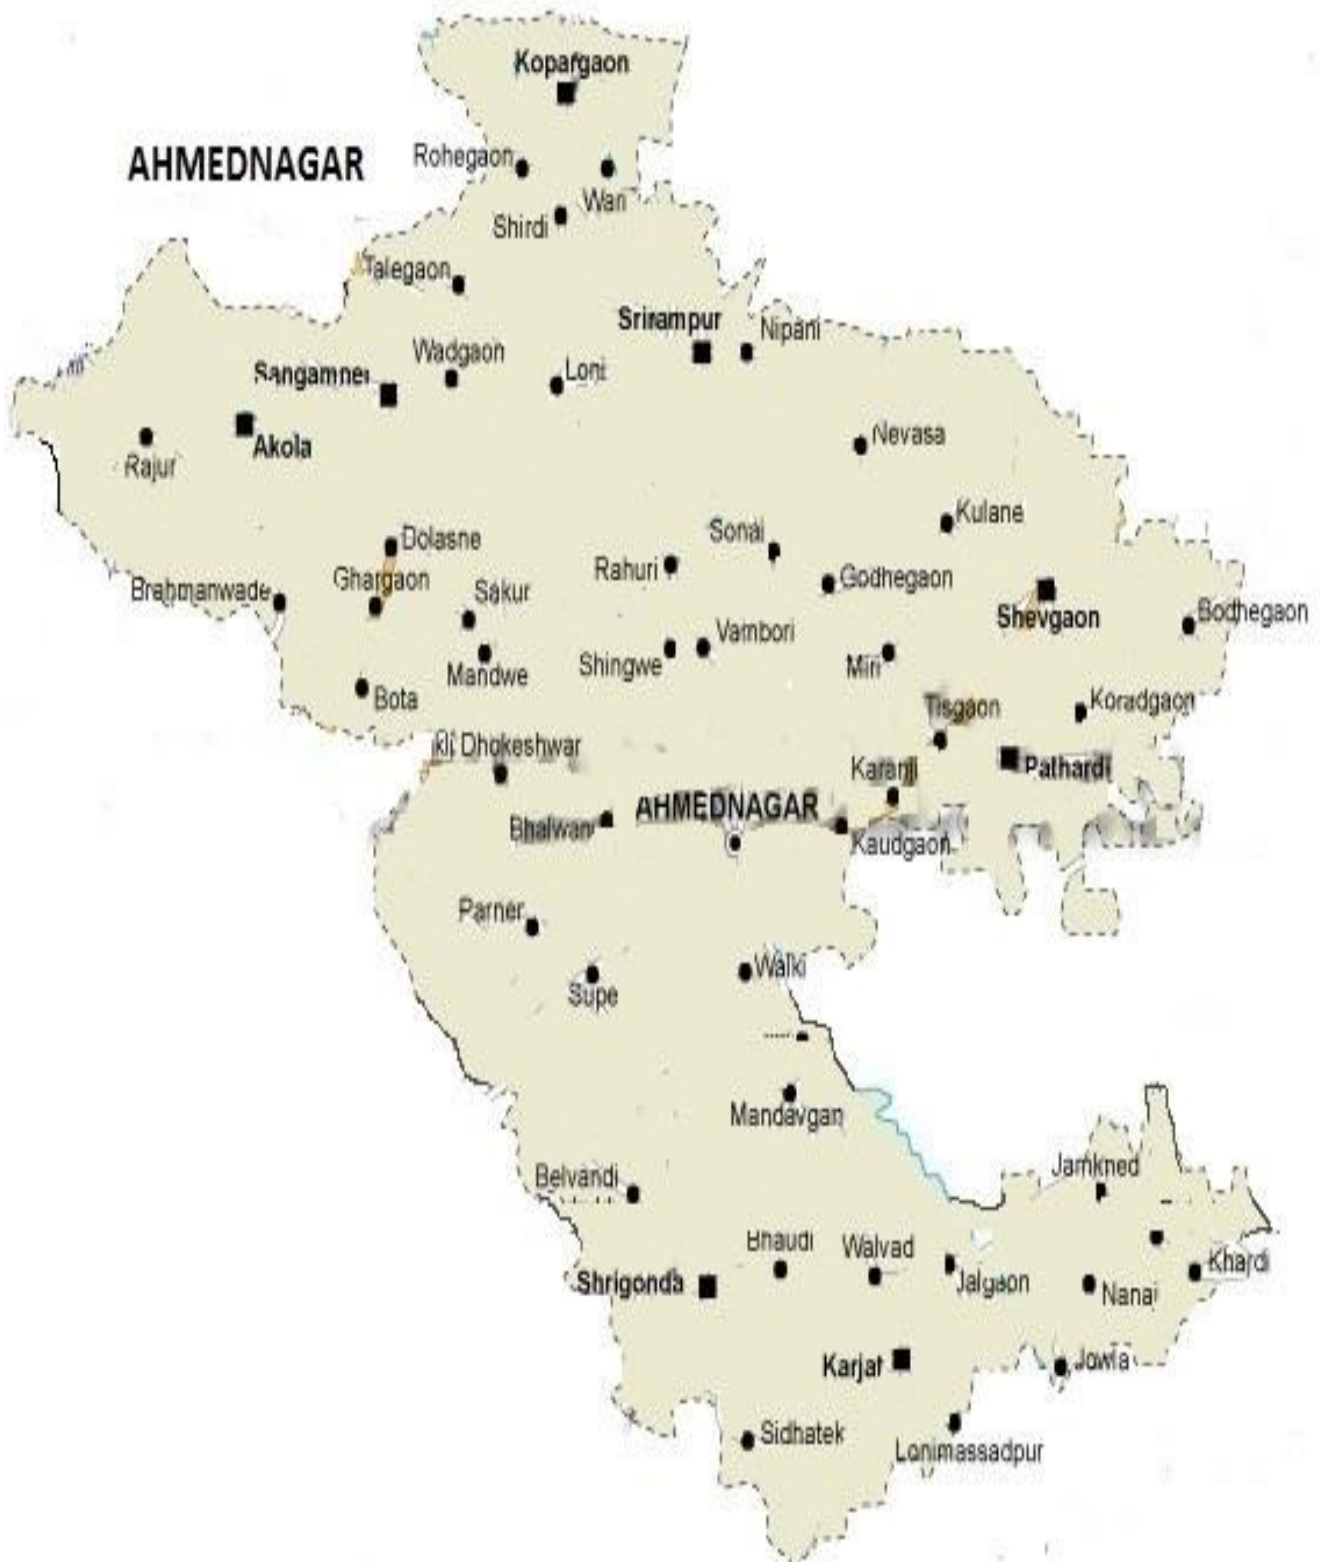 Kopargaon
AHMEDNAGAR
Rohegaon
Wari
Shirdi
Talegaon
Srirampur
Nipani
Wadgaon
Sangamner
Loni
Akola
Rajur
Nevasa
Kulane
Sonai
Dolasne
Rahuri
Ghargaon
Godhegaon
Brahmanwade
Sakur
Shevgaon
Bodhegaon
Vambori
Shingwe
Miri
Mandwe
Bota
Koradgaon
Tisgaon
Dhokeshwar
Karanji
Pathardi
AHMEDNAGAR
Bhalwan
Kaudgaon
Parner
Walki
Supe
Mandavgan
Jamkhed
Belvandi
Bhaudi
Walvad
Khardi
Shrigonda
Jalgaon
Nanai
Karjat
Jowla
Sidhatek
Lonimassadpur